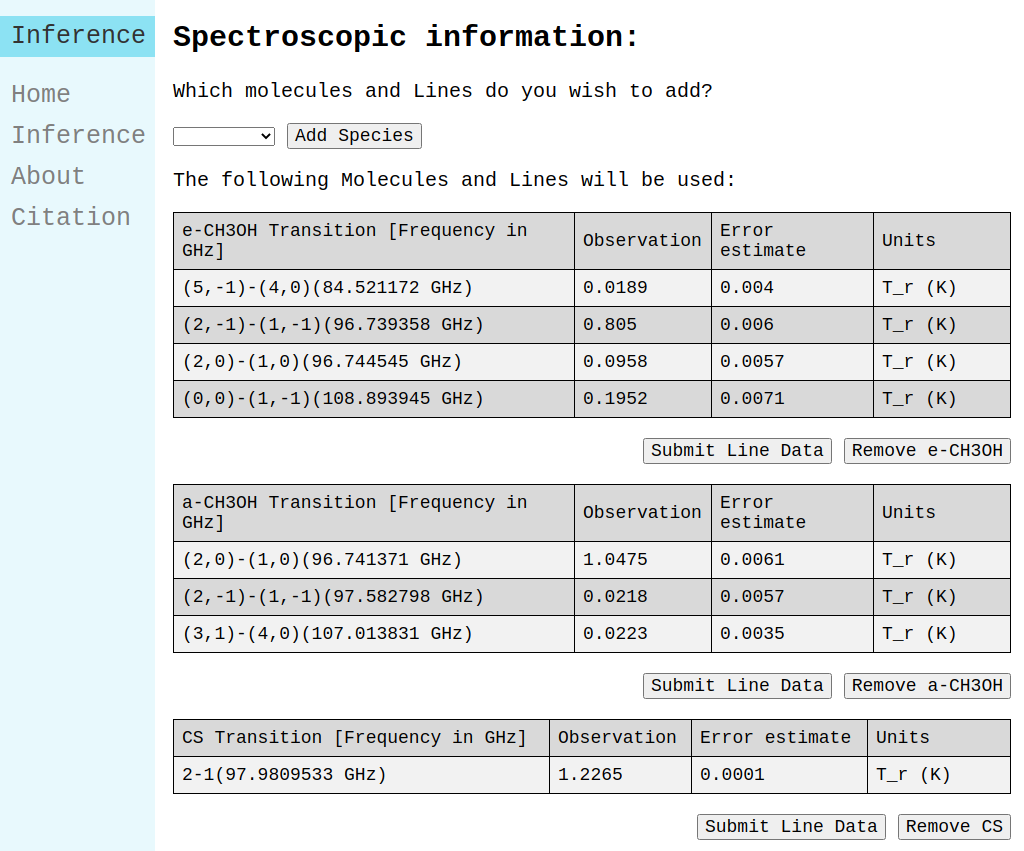 Inference
Home
Inference
About
Citation
Spectroscopic information:
Which molecules and Lines do you wish to add?
Add Species
The following Molecules and Lines will be used:
e-CH3OH Transition [Frequency in GHz] Observation Error estimate Units
(5,-1)-(4,0)(84.521172 GHz) 0.0189 0.004 T_r (K)
(2,-1)-(1,-1)(96.739358 GHz) 0.805 0.006 T_r (K)
(2,0)-(1,0)(96.744545 GHz) 0.0958 0.0057 T_r (K)
(0,0)-(1,-1)(108.893945 GHz) 0.1952 0.0071 T_r (K)
Submit Line Data Remove e-CH3OH
a-CH3OH Transition [Frequency in GHz] Observation Error estimate Units
(2,0)-(1,0)(96.741371 GHz) 1.0475 0.0061 T_r (K)
(2,-1)-(1,-1)(97.582798 GHz) 0.0218 0.0057 T_r (K)
(3,1)-(4,0)(107.013831 GHz) 0.0223 0.0035 T_r (K)
Submit Line Data Remove a-CH3OH
CS Transition [Frequency in GHz] Observation Error estimate Units
2-1(97.9809533 GHz) 1.2265 0.0001 T_r (K)
Submit Line Data Remove CS